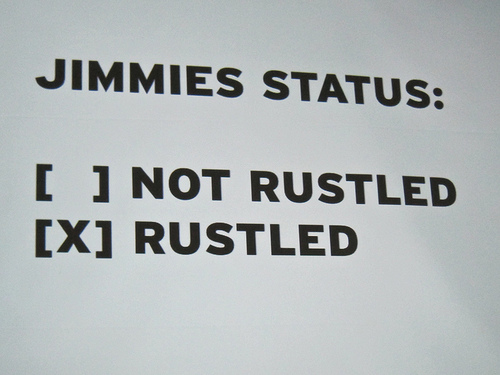 JIMMIES STATUS:
[ ] NOT RUSTLED
[X] RUSTLED